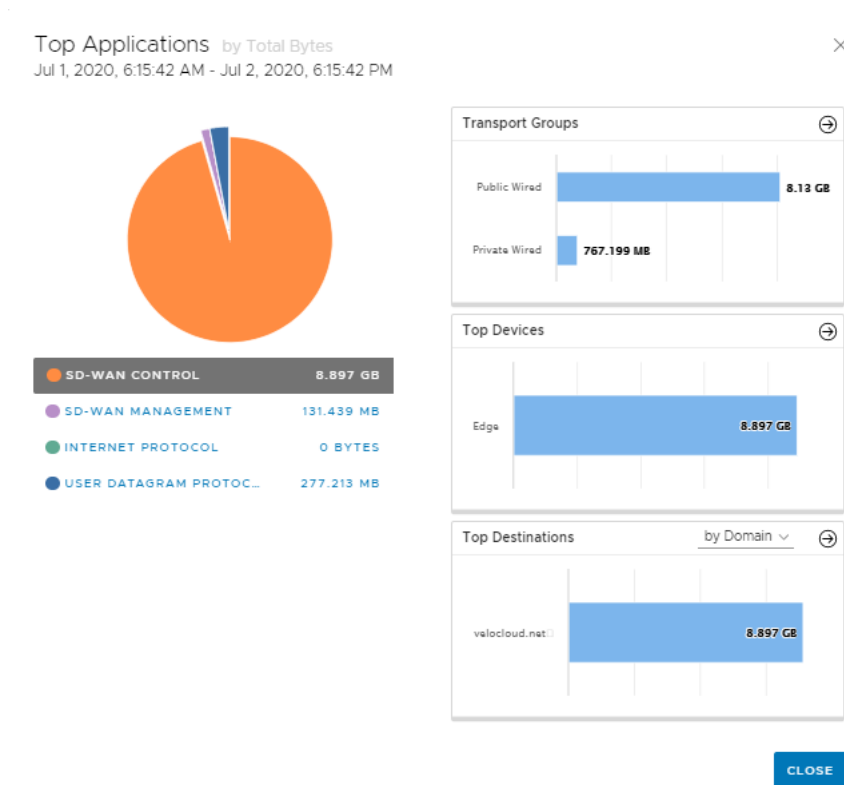 Top Applications by Total Bytes
Jul 1, 2020, 6:15:42 AM - Jul 2, 2020, 6:15:42 PM
SD-WAN CONTROL 8.897 GB
SD-WAN MANAGEMENT 131.439 MB
INTERNET PROTOCOL 0 BYTES
USER DATAGRAM PROTOC... 277.213 MB
Transport Groups
Public Wired 8.13 GB
Private Wired 767.199 MB
Top Devices
Edge 8.897 GB
Top Destinations by Domain
velocloud.net 8.897 GB
CLOSE